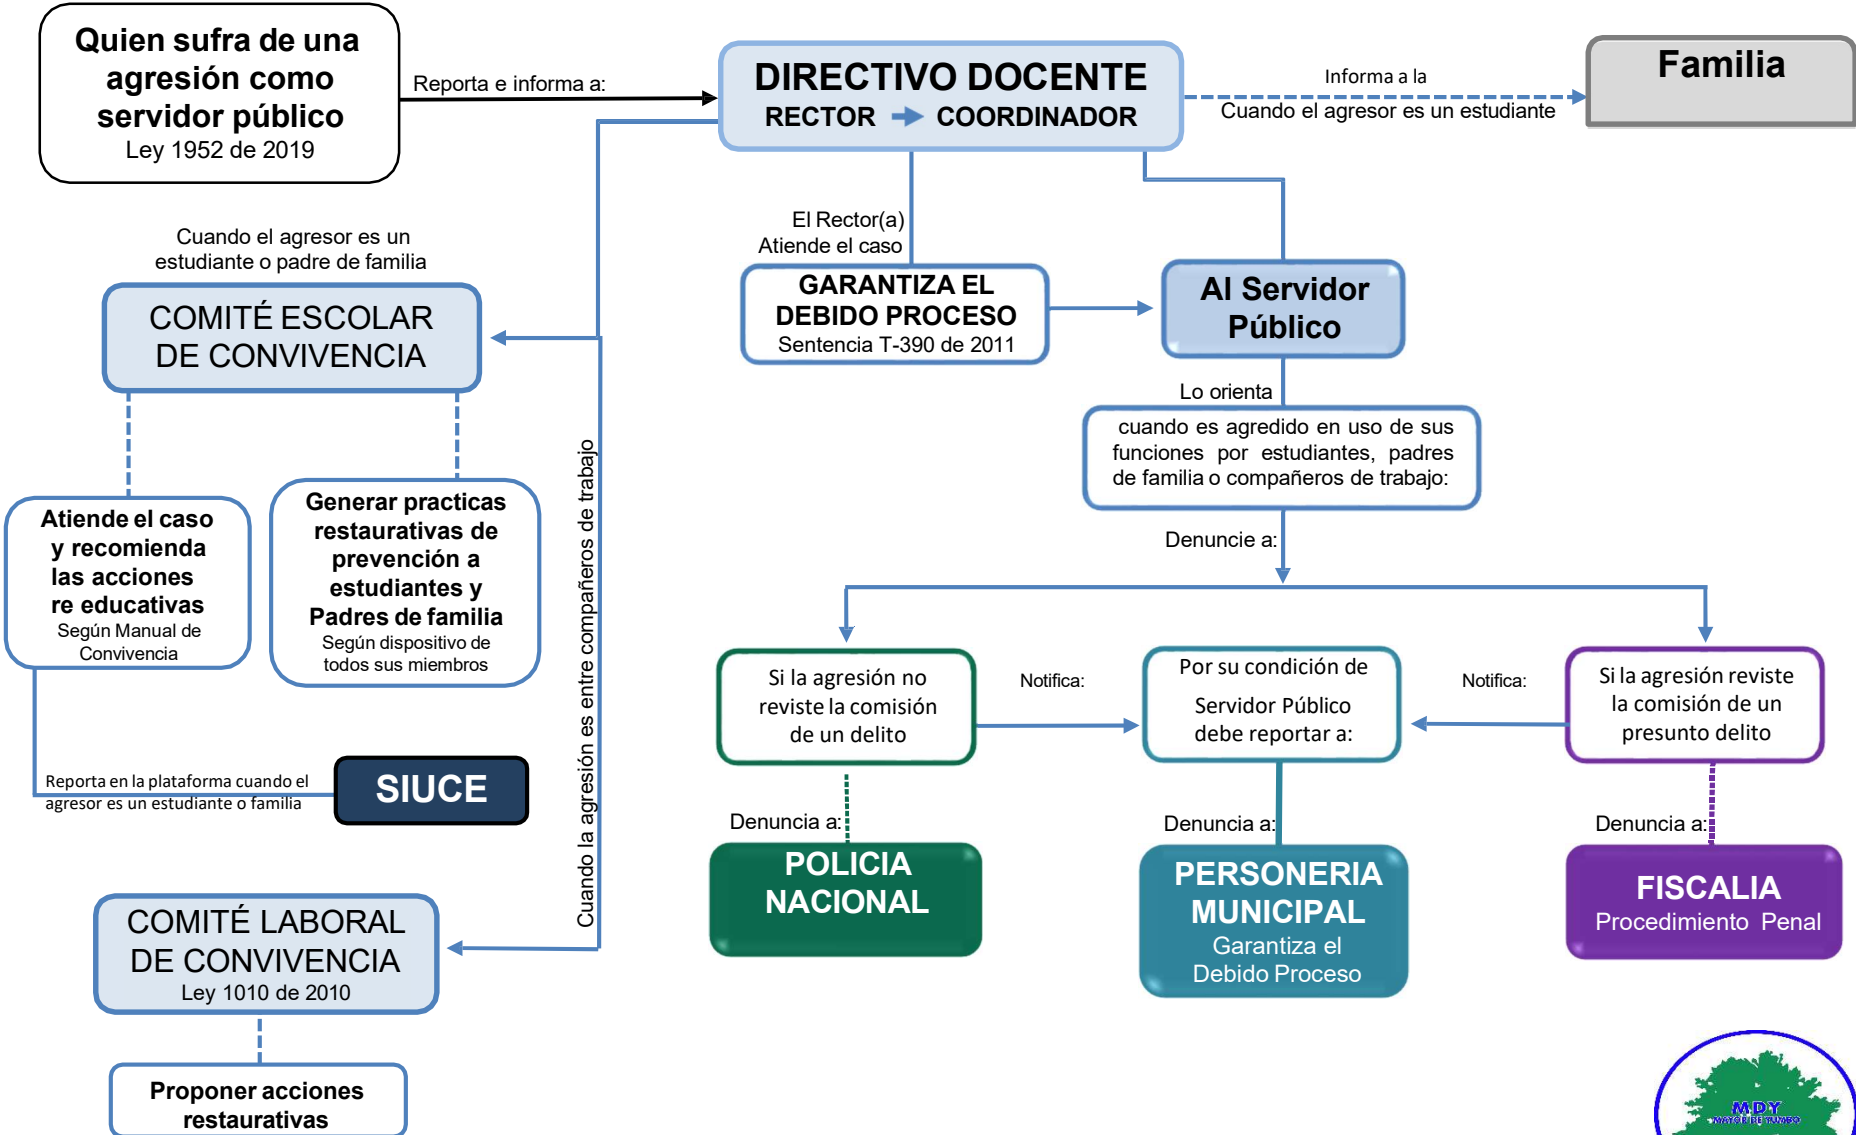 Quien sufra de una
agresión como
servidor público
Ley 1952 de 2019
Reporta e informa a:
DIRECTIVO DOCENTE
RECTOR COORDINADOR
Informa a la
Cuando el agresor es un estudiante
Familia
Cuando el agresor es un
estudiante o padre de familia
COMITÉ ESCOLAR
DE CONVIVENCIA
El Rector(a)
Atiende el caso
GARANTIZA EL
DEBIDO PROCESO
Sentencia T-390 de 2011
Al Servidor
Público
Lo orienta
cuando es agredido en uso de sus
funciones por estudiantes, padres
de familia o compañeros de trabajo:
Denuncie a:
Atiende el caso
y recomienda
las acciones
re educativas
Según Manual de
Convivencia
Generar practicas
restaurativas de
prevención a
estudiantes y
Padres de familia
Según dispositivo de
todos sus miembros
Cuando la agresión es entre compañeros de trabajo
Reporta en la plataforma cuando el
agresor es un estudiante o familia
SIUCE
Si la agresión no
reviste la comisión
de un delito
Notifica:
Por su condición de
Servidor Público
debe reportar a:
Notifica:
Si la agresión reviste
la comisión de un
presunto delito
Denuncia a:
POLICIA
NACIONAL
Denuncia a:
PERSONERIA
MUNICIPAL
Garantiza el
Debido Proceso
Denuncia a:
FISCALIA
Procedimiento Penal
COMITÉ LABORAL
DE CONVIVENCIA
Ley 1010 de 2010
Proponer acciones
restaurativas
MDY
MAYOR DE YUMBO